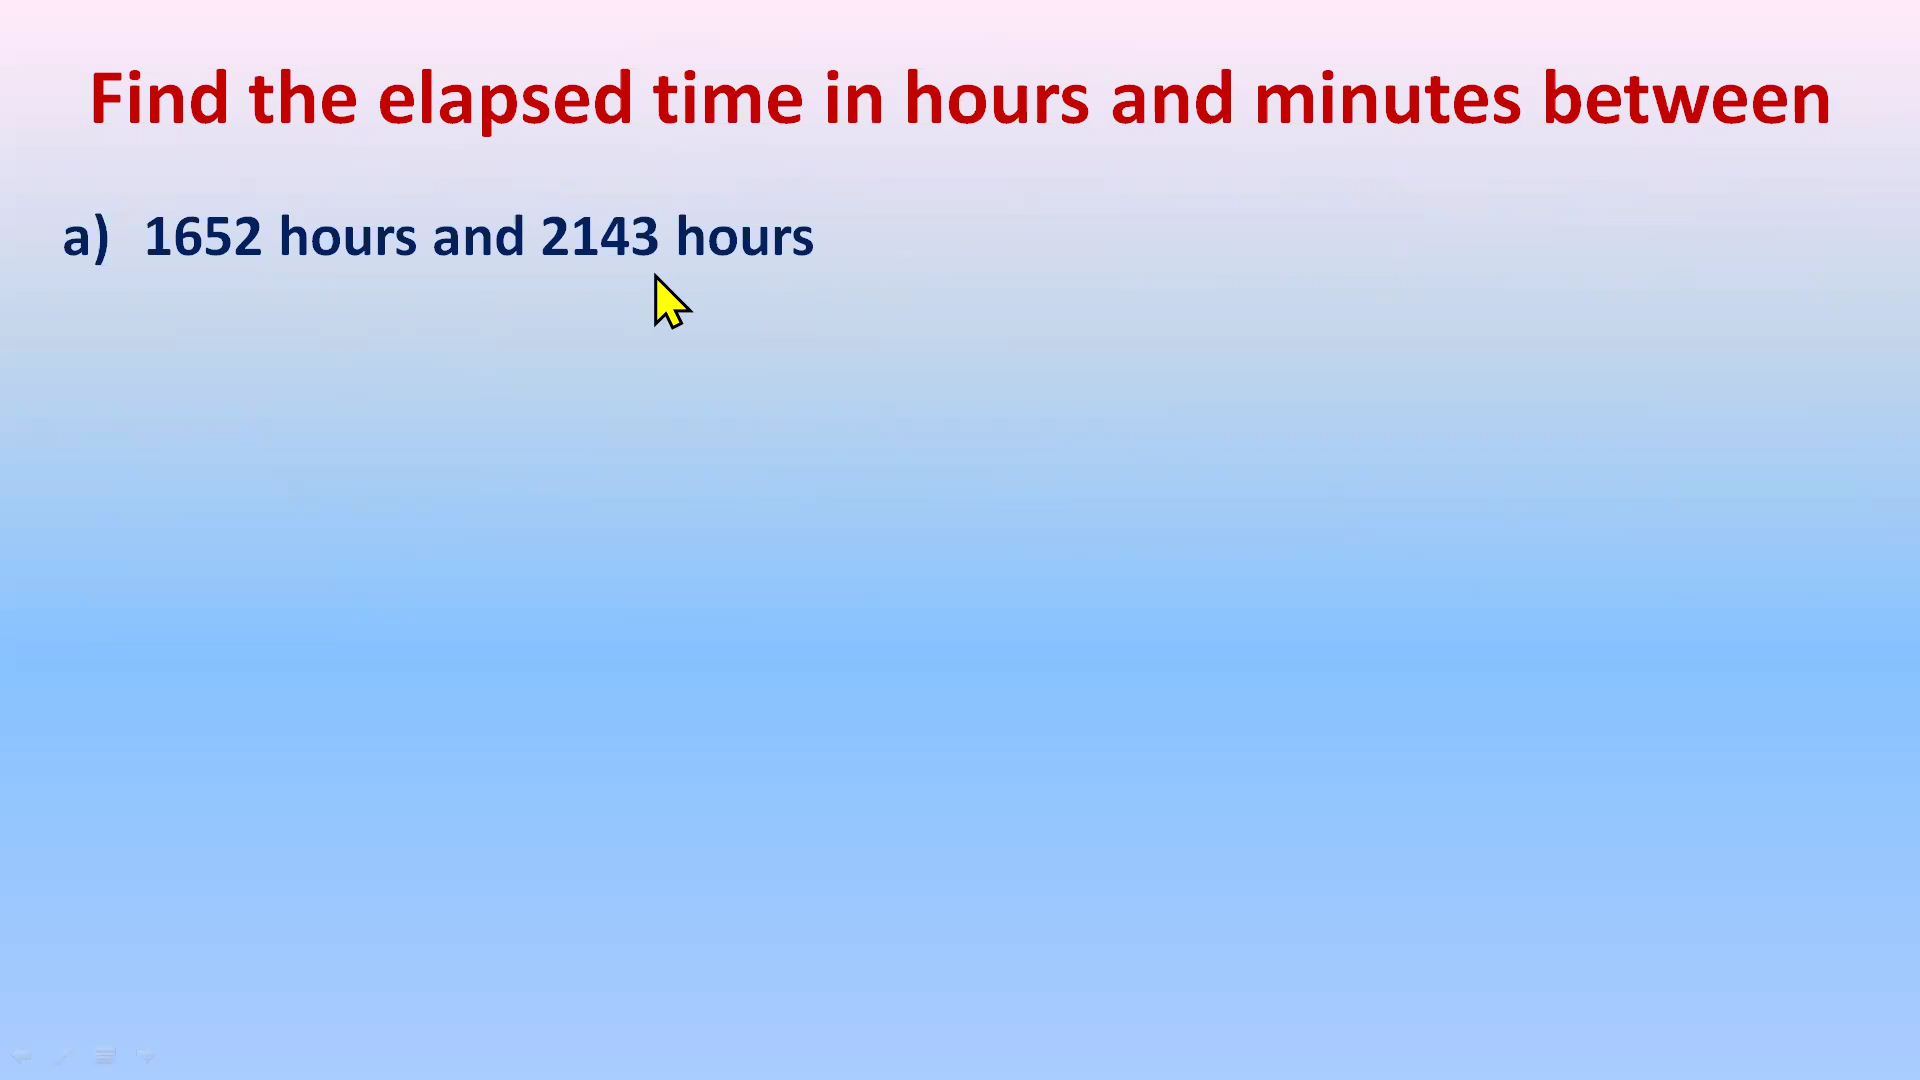 Find the elapsed time in hours and minutes between
a) 1652 hours and 2143 hours